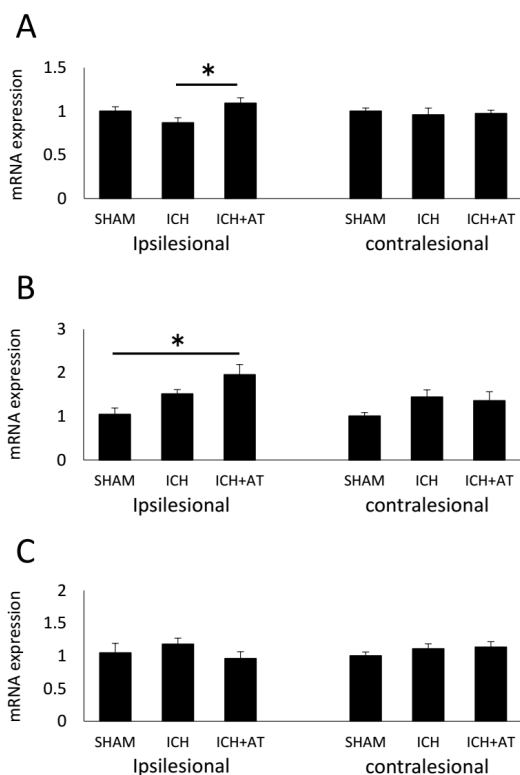 A
mRNA expression
1.5
1
0.5
0
*
SHAM ICH ICH+AT SHAM ICH ICH+AT
Ipsilesional contralesional
B
mRNA expression
3
2
1
0
*
SHAM ICH ICH+AT SHAM ICH ICH+AT
Ipsilesional contralesional
C
mRNA expression
2
1.5
1
0.5
0
SHAM ICH ICH+AT SHAM ICH ICH+AT
Ipsilesional contralesional